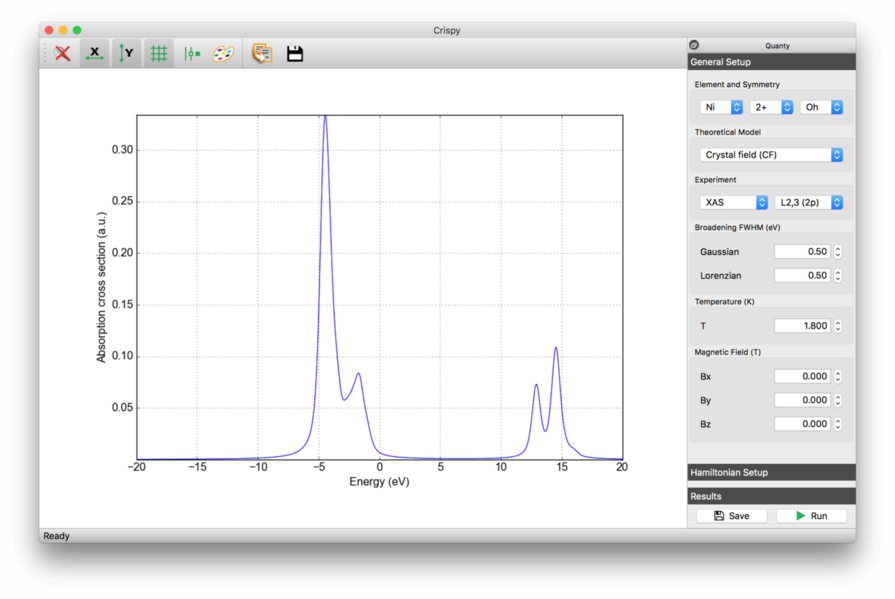 Crispy
X
Y
Quanty
General Setup
Element and Symmetry
Ni 2+ Oh
Theoretical Model
Crystal field (CF)
Experiment
XAS L2,3 (2p)
Broadening FWHM (eV)
Gaussian 0.50
Lorenzian 0.50
Temperature (K)
T 1.800
Magnetic Field (T)
Bx 0.000
By 0.000
Bz 0.000
Hamiltonian Setup
Results
Save Run
Absorption cross section (a.u.)
0.30
0.25
0.20
0.15
0.10
0.05
−20 −15 −10 −5 0 5 10 15 20
Energy (eV)
Ready